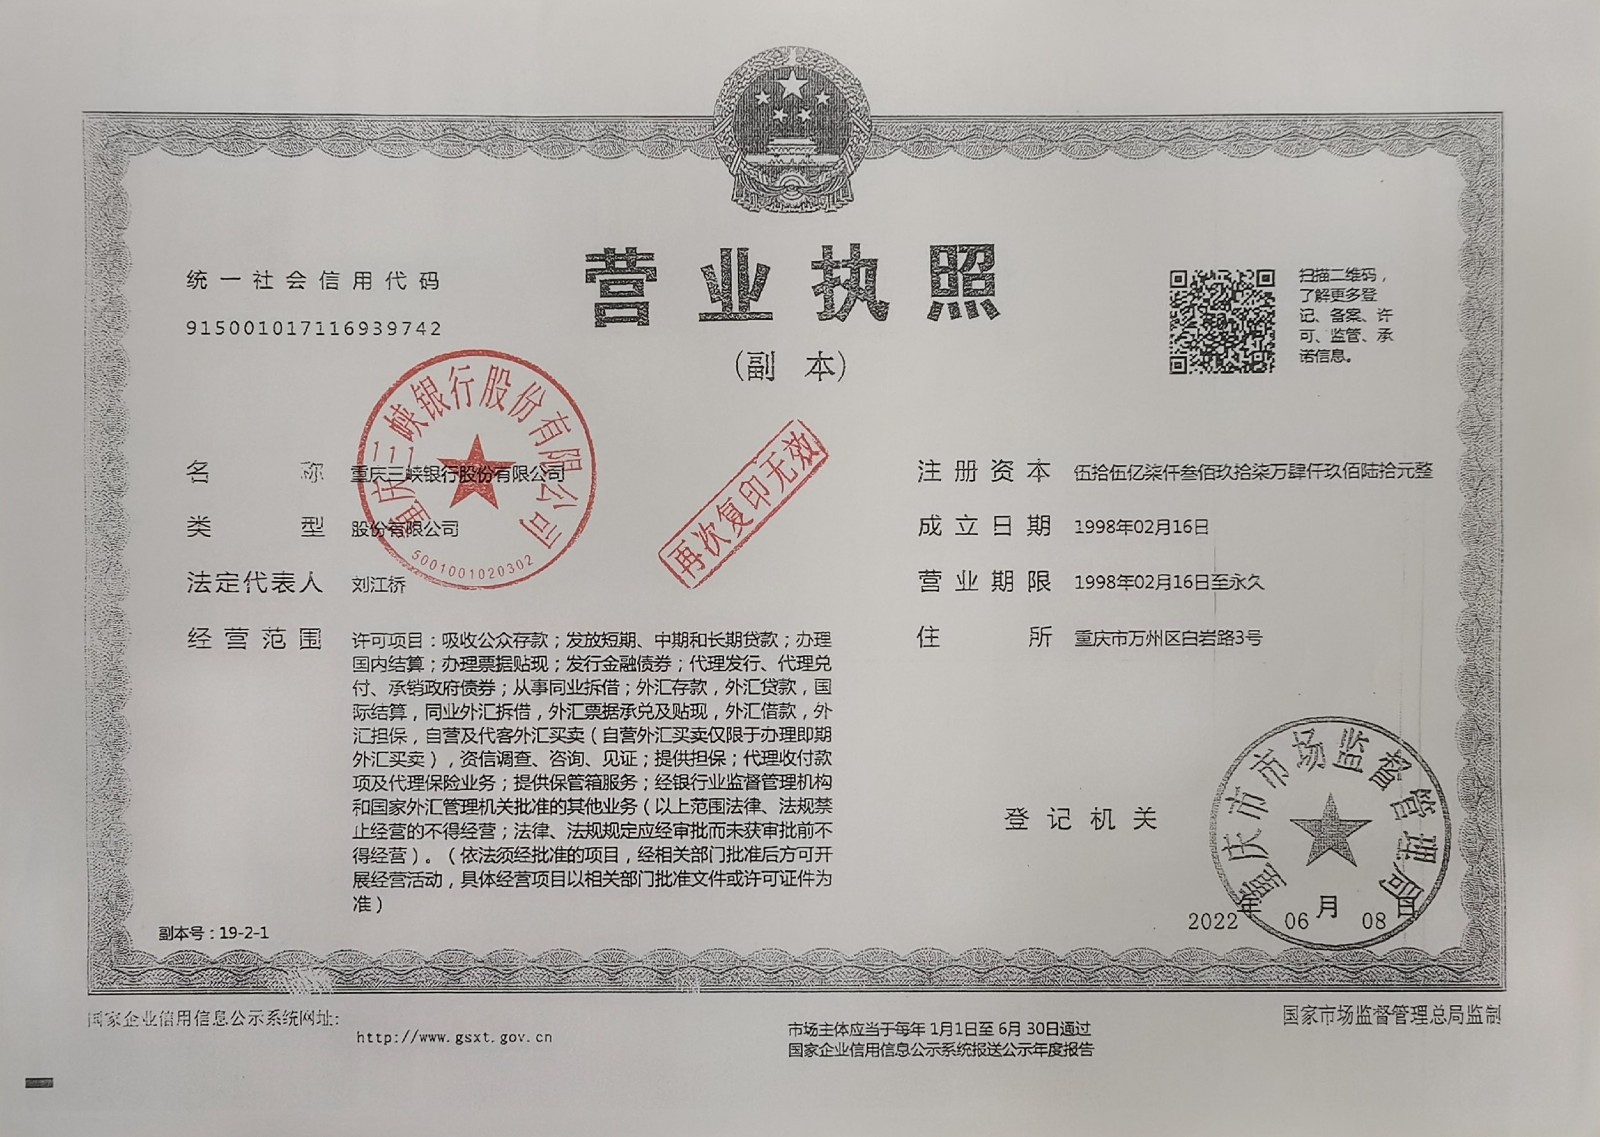 营业执照
(副本)
统一社会信用代码
915001017116939742
扫描二维码，
了解更多登
记、备案、许
可、监管、承
诺信息。
名称 重庆三峡银行股份有限公司
类型 股份有限公司
法定代表人 刘江桥
经营范围 许可项目：吸收公众存款；发放短期、中期和长期贷款；办理
国内结算；办理票据贴现；发行金融债券；代理发行、代理兑
付、承销政府债券；从事同业拆借；外汇存款，外汇贷款，国
际结算，同业外汇拆借，外汇票据承兑及贴现，外汇借款，外
汇担保，自营及代客外汇买卖（自营外汇买卖仅限于办理即期
外汇买卖），资信调查、咨询、见证；提供担保；代理收付款
项及代理保险业务；提供保管箱服务；经银行业监督管理机构
和国家外汇管理机关批准的其他业务（以上范围法律、法规禁
止经营的不得经营；法律、法规规定应经审批而未获审批前不
得经营）。（依法须经批准的项目，经相关部门批准后方可开
展经营活动，具体经营项目以相关部门批准文件或许可证件为
准）
重庆三峡银行股份有限公司
5001001020302
再次复印无效
注册资本 伍拾伍亿柒仟叁佰玖拾柒万肆仟玖佰陆拾元整
成立日期 1998年02月16日
营业期限 1998年02月16日至永久
住所 重庆市万州区白岩路3号
登记机关
重庆市市场监督管理局
2022年06月08日
副本号：19-2-1
国家企业信用信息公示系统网址：
http://www.gsxt.gov.cn
市场主体应当于每年 1月1日至 6月 30日通过
国家企业信用信息公示系统报送公示年度报告
国家市场监督管理总局监制